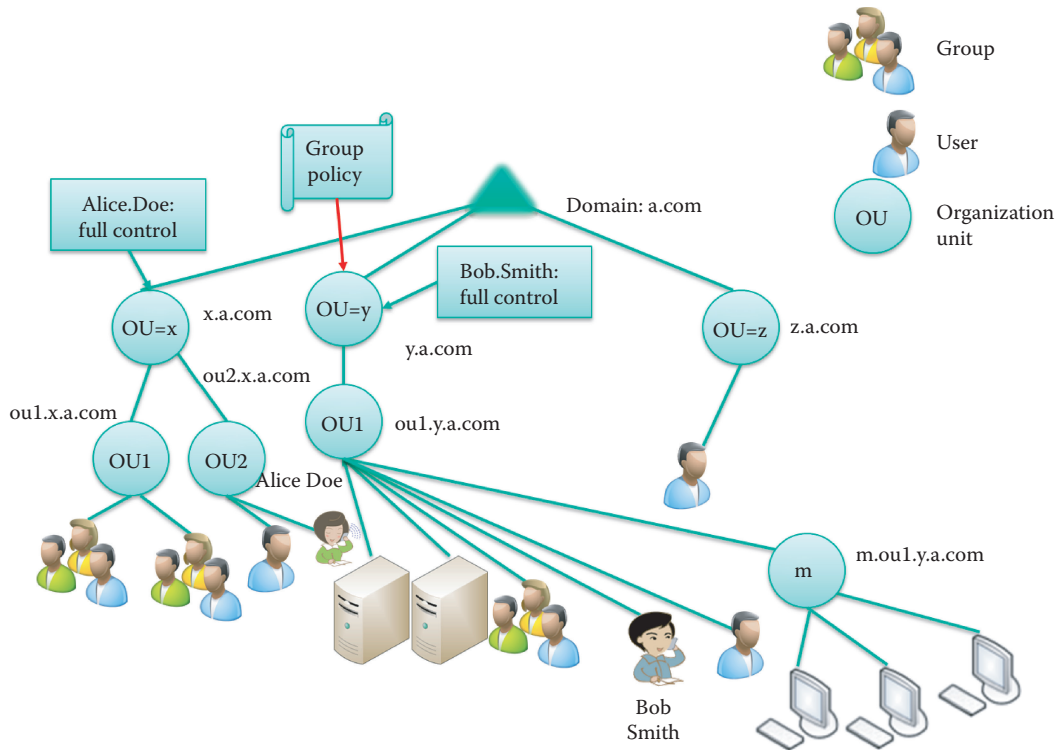 Group
User
OU
Organization
unit
Group
policy
Alice.Doe:
full control
Domain: a.com
Bob.Smith:
full control
OU=x
x.a.com
OU=y
y.a.com
OU=z
z.a.com
ou2.x.a.com
ou1.x.a.com
OU1
OU2
OU1
ou1.y.a.com
Alice Doe
m
m.ou1.y.a.com
Bob
Smith